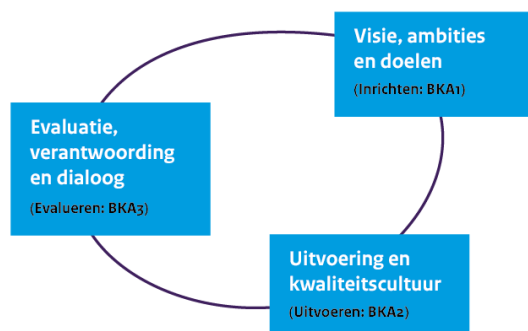 Visie, ambities
en doelen
(Inrichten: BKA1)
Evaluatie,
verantwoording
en dialoog
(Evalueren: BKA3)
Uitvoering en
kwaliteitscultuur
(Uitvoeren: BKA2)